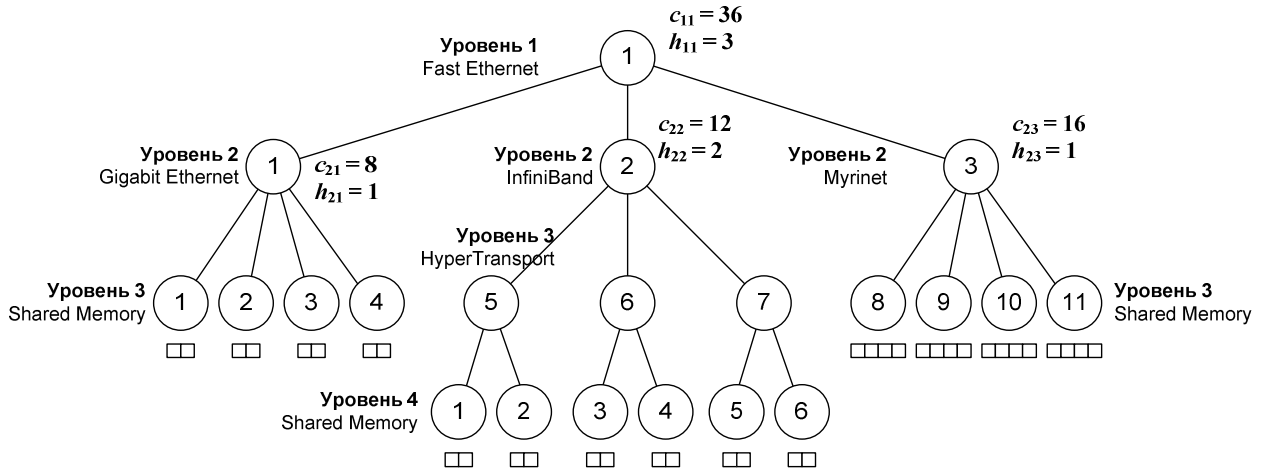 c₁₁ = 36
Уровень 1
h₁₁ = 3
1
Fast Ethernet
c₂₂ = 12
c₂₃ = 16
Уровень 2
Уровень 2
h₂₂ = 2
Уровень 2
h₂₃ = 1
1
c₂₁ = 8
2
3
Gigabit Ethernet
InfiniBand
Myrinet
h₂₁ = 1
Уровень 3
HyperTransport
Уровень 3
1
2
3
4
5
6
7
8
9
10
11
Уровень 3
Shared Memory
Shared Memory
Уровень 4
1
2
3
4
5
6
Shared Memory